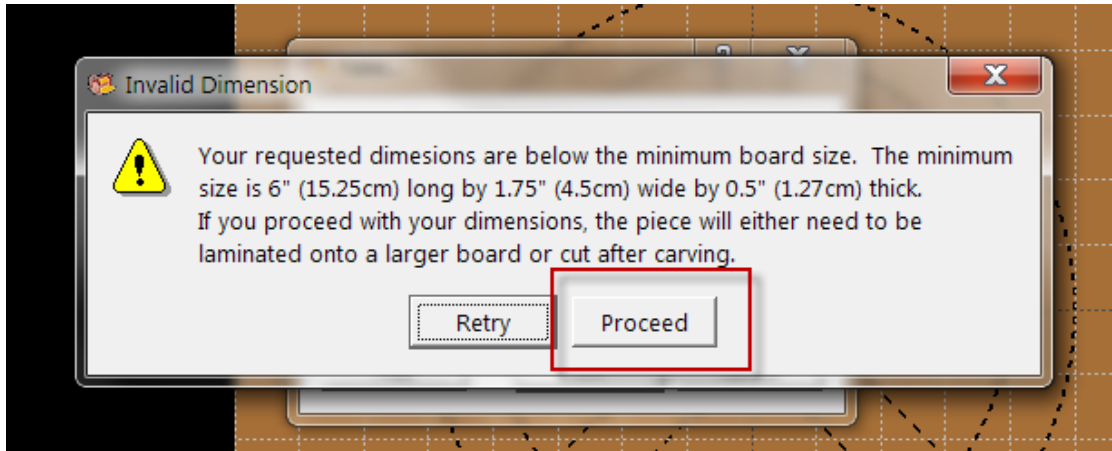 Invalid Dimension
Your requested dimesions are below the minimum board size.  The minimum
size is 6" (15.25cm) long by 1.75" (4.5cm) wide by 0.5" (1.27cm) thick.
If you proceed with your dimensions, the piece will either need to be
laminated onto a larger board or cut after carving.
Retry
Proceed